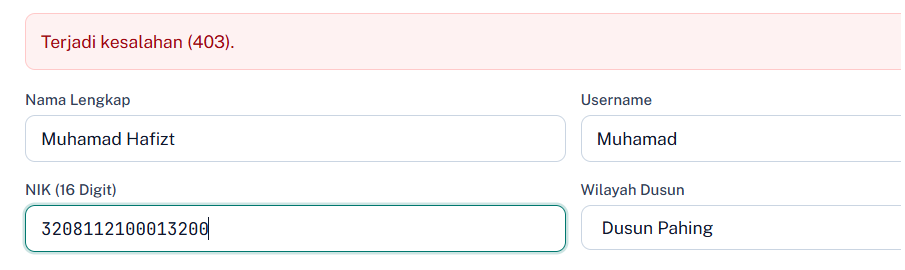 Terjadi kesalahan (403).
Nama Lengkap
Username
Muhamad Hafizt
Muhamad
NIK (16 Digit)
Wilayah Dusun
3208112100013200
Dusun Pahing